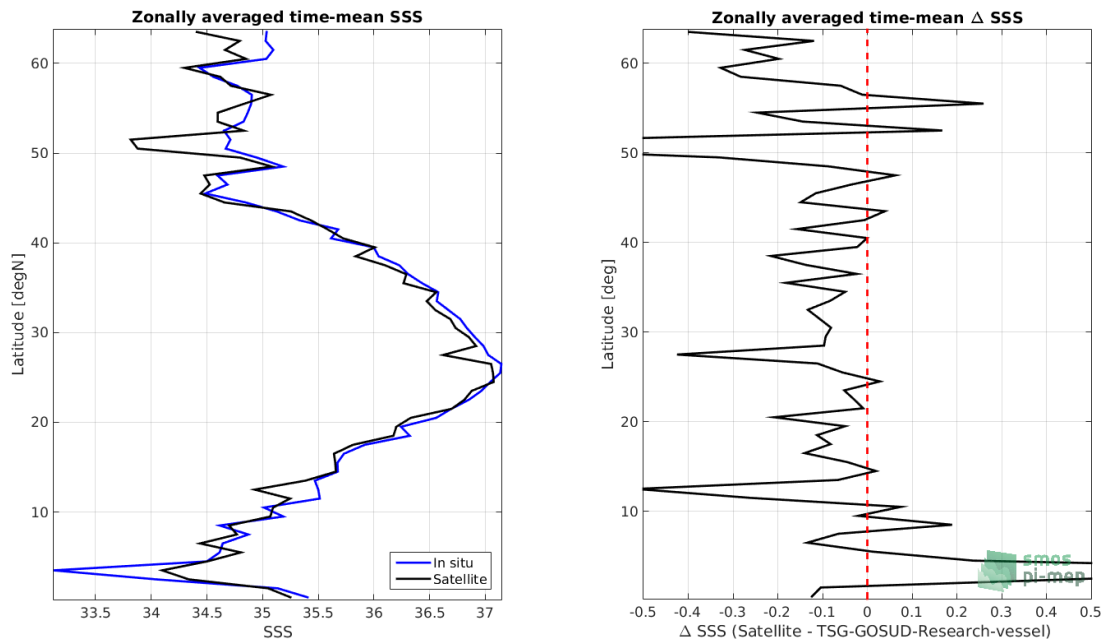 Zonally averaged time-mean SSS
60
50
40
30
20
10
Latitude [degN]
33.5 34 34.5 35 35.5 36 36.5 37
SSS
In situ
Satellite
Zonally averaged time-mean Δ SSS
60
50
40
30
20
10
Latitude [deg]
-0.5 -0.4 -0.3 -0.2 -0.1 0 0.1 0.2 0.3 0.4 0.5
Δ SSS (Satellite - TSG-GOSUD-Research-vessel)
smos
pi-mep